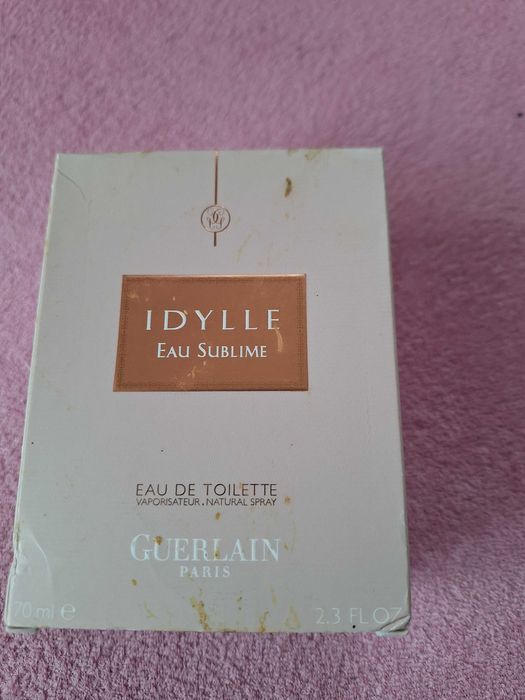 IDYLLE
EAU SUBLIME
EAU DE TOILETTE
VAPORISATEUR . NATURAL SPRAY
GUERLAIN
PARIS
70 ml e 2.3 FL OZ